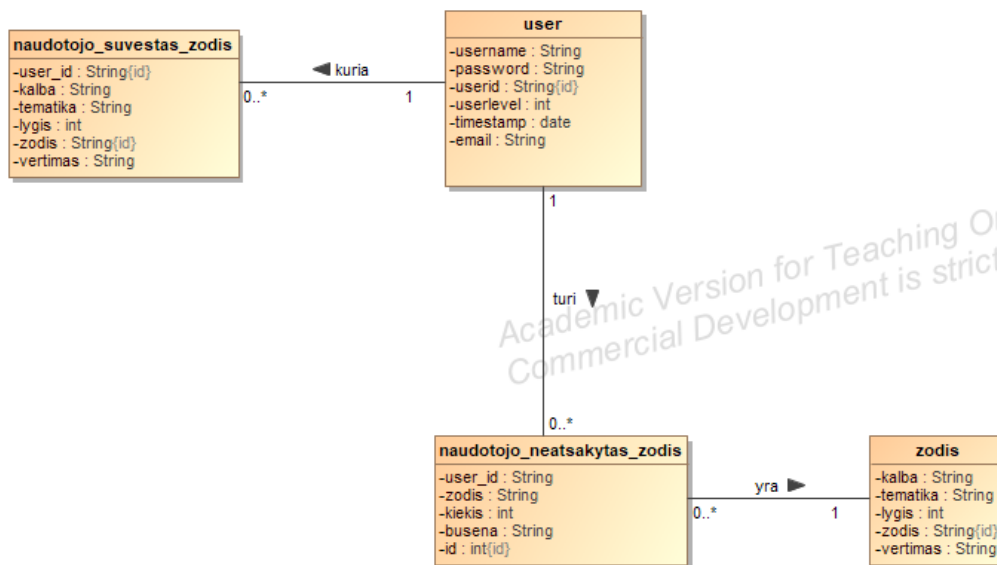 user
-username : String
-password : String
-userid : String{id}
-userlevel : int
-timestamp : date
-email : String
naudotojo_suvestas_zodis
-user_id : String{id}
-kalba : String
-tematika : String
-lygis : int
-zodis : String{id}
-vertimas : String
kuria
0..*
1
1
turi
0..*
Academic Version for Teaching
Commercial Development is
naudotojo_neatsakytas_zodis
-user_id : String
-zodis : String
-kiekis : int
-busena : String
-id : int{id}
yra
0..*
1
zodis
-kalba : String
-tematika : String
-lygis : int
-zodis : String{id}
-vertimas : String